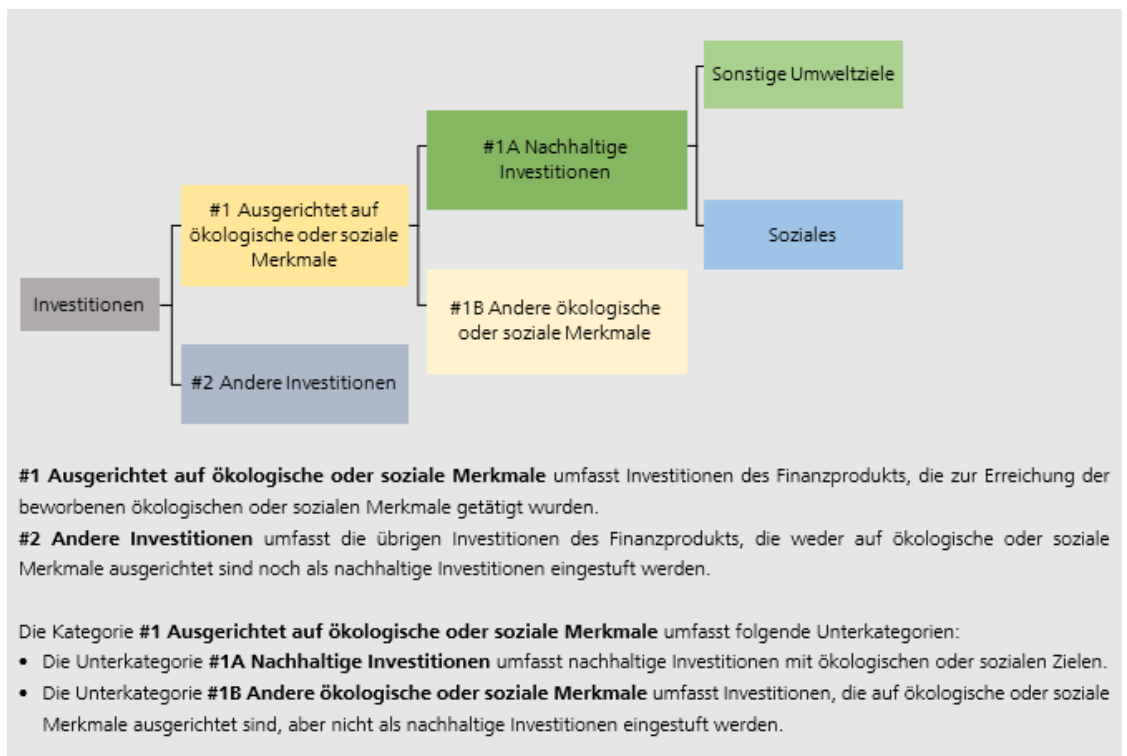 Sonstige Umweltziele
#1A Nachhaltige
Investitionen
#1 Ausgerichtet auf
ökologische oder soziale
Merkmale
Soziales
Investitionen
#1B Andere ökologische
oder soziale Merkmale
#2 Andere Investitionen
#1 Ausgerichtet auf ökologische oder soziale Merkmale umfasst Investitionen des Finanzprodukts, die zur Erreichung der
beworbenen ökologischen oder sozialen Merkmale getätigt wurden.
#2 Andere Investitionen umfasst die übrigen Investitionen des Finanzprodukts, die weder auf ökologische oder soziale
Merkmale ausgerichtet sind noch als nachhaltige Investitionen eingestuft werden.
Die Kategorie #1 Ausgerichtet auf ökologische oder soziale Merkmale umfasst folgende Unterkategorien:
• Die Unterkategorie #1A Nachhaltige Investitionen umfasst nachhaltige Investitionen mit ökologischen oder sozialen Zielen.
• Die Unterkategorie #1B Andere ökologische oder soziale Merkmale umfasst Investitionen, die auf ökologische oder soziale
Merkmale ausgerichtet sind, aber nicht als nachhaltige Investitionen eingestuft werden.